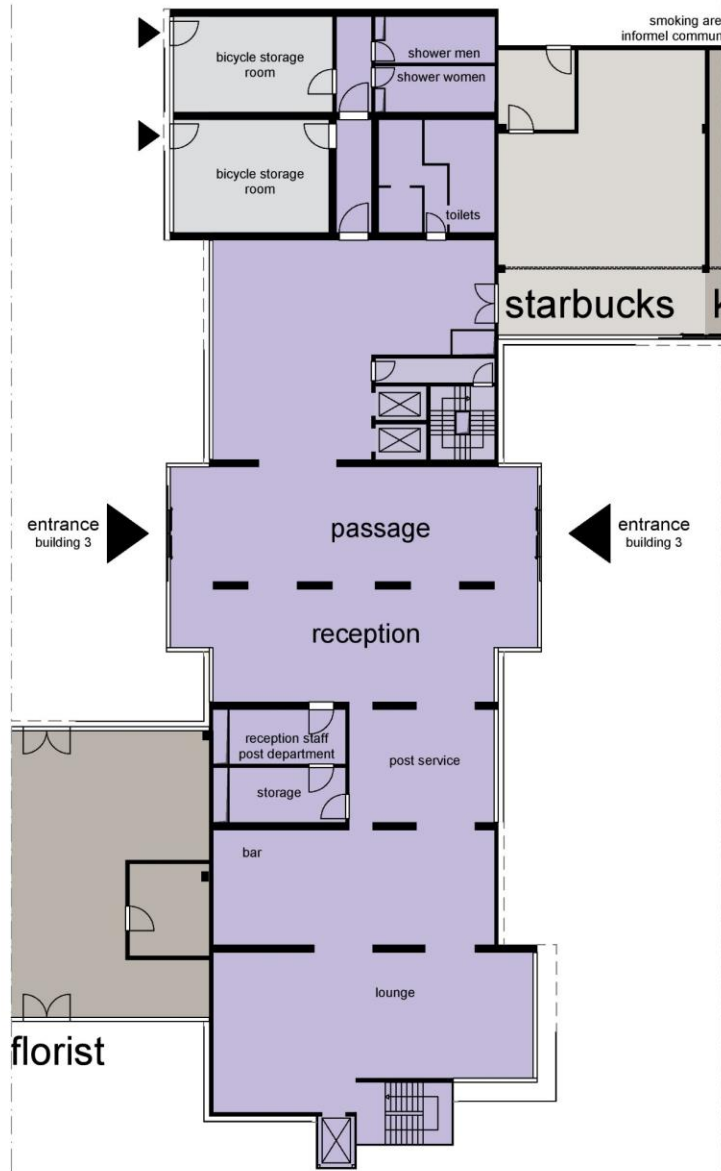 smoking are
informel commun
bicycle storage
room
shower men
shower women
bicycle storage
room
toilets
starbucks
k
entrance
building 3
passage
entrance
building 3
reception
reception staff
post department
post service
storage
bar
lounge
florist